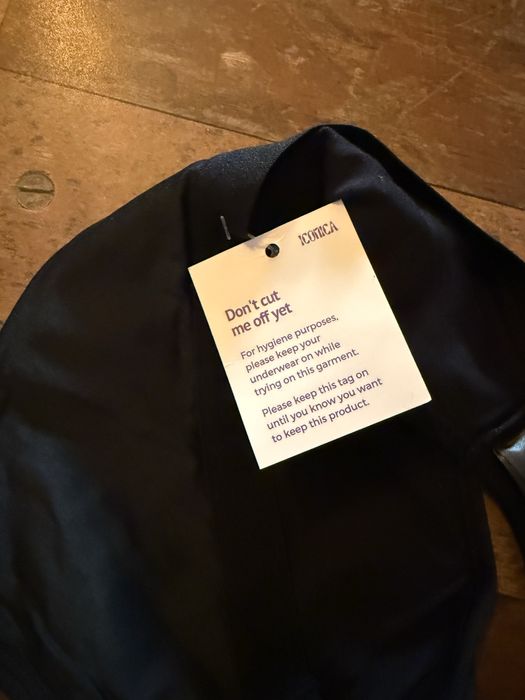 ICONICA
Don't cut
me off yet
For hygiene purposes,
please keep your
underwear on while
trying on this garment.
Please keep this tag on
until you know you want
to keep this product.